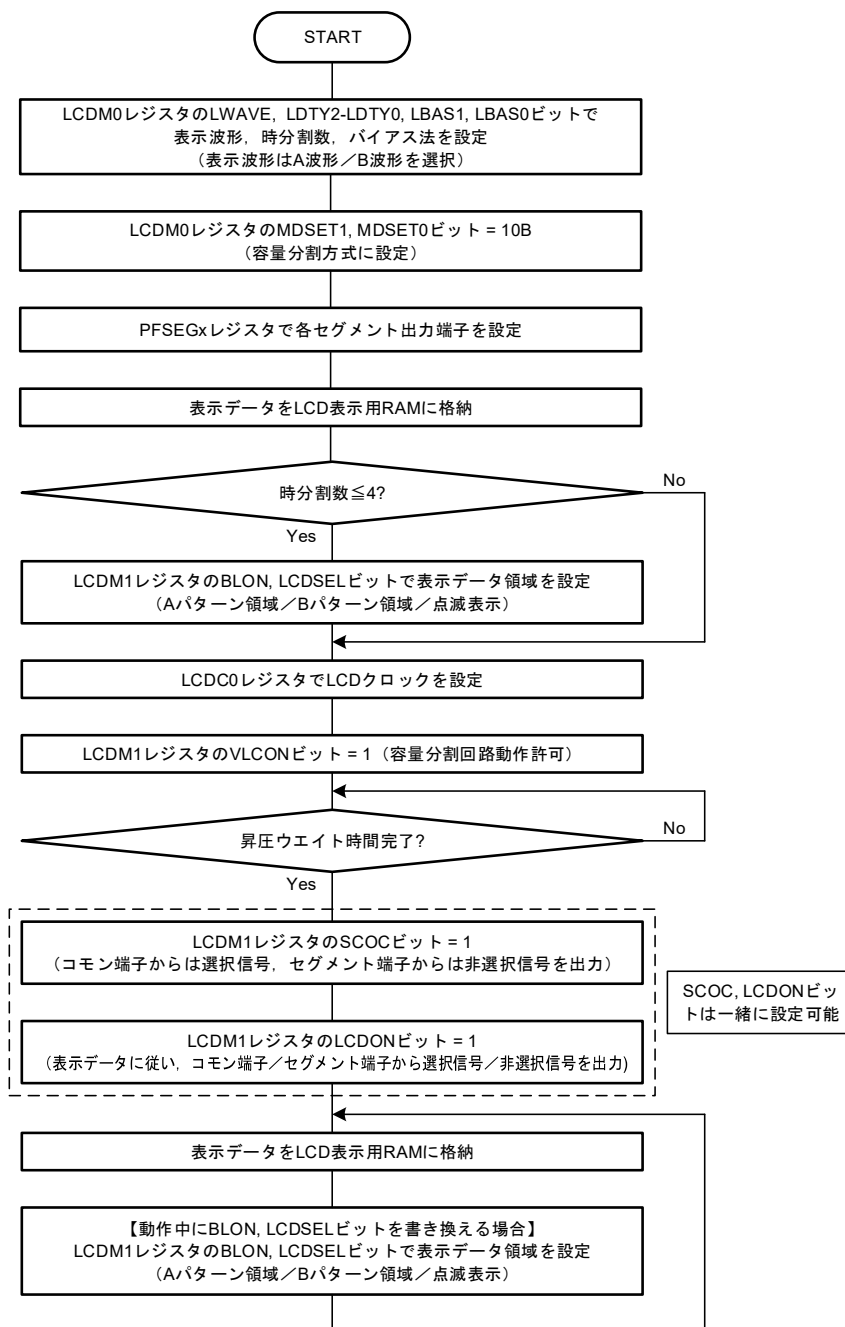 START
LCDM0レジスタのLWAVE, LDTY2-LDTY0, LBAS1, LBAS0ビットで
表示波形，時分割数，バイアス法を設定
（表示波形はA波形／B波形を選択）
LCDM0レジスタのMDSET1, MDSET0ビット = 10B
（容量分割方式に設定）
PFSEGxレジスタで各セグメント出力端子を設定
表示データをLCD表示用RAMに格納
時分割数≦4?
No
Yes
LCDM1レジスタのBLON, LCDSELビットで表示データ領域を設定
（Aパターン領域／Bパターン領域／点滅表示）
LCDC0レジスタでLCDクロックを設定
LCDM1レジスタのVLCONビット = 1（容量分割回路動作許可）
昇圧ウエイト時間完了?
No
Yes
LCDM1レジスタのSCOCビット = 1
（コモン端子からは選択信号，セグメント端子からは非選択信号を出力）
SCOC, LCDONビッ
トは一緒に設定可能
LCDM1レジスタのLCDONビット = 1
(表示データに従い，コモン端子／セグメント端子から選択信号／非選択信号を出力)
表示データをLCD表示用RAMに格納
【動作中にBLON, LCDSELビットを書き換える場合】
LCDM1レジスタのBLON, LCDSELビットで表示データ領域を設定
（Aパターン領域／Bパターン領域／点滅表示）